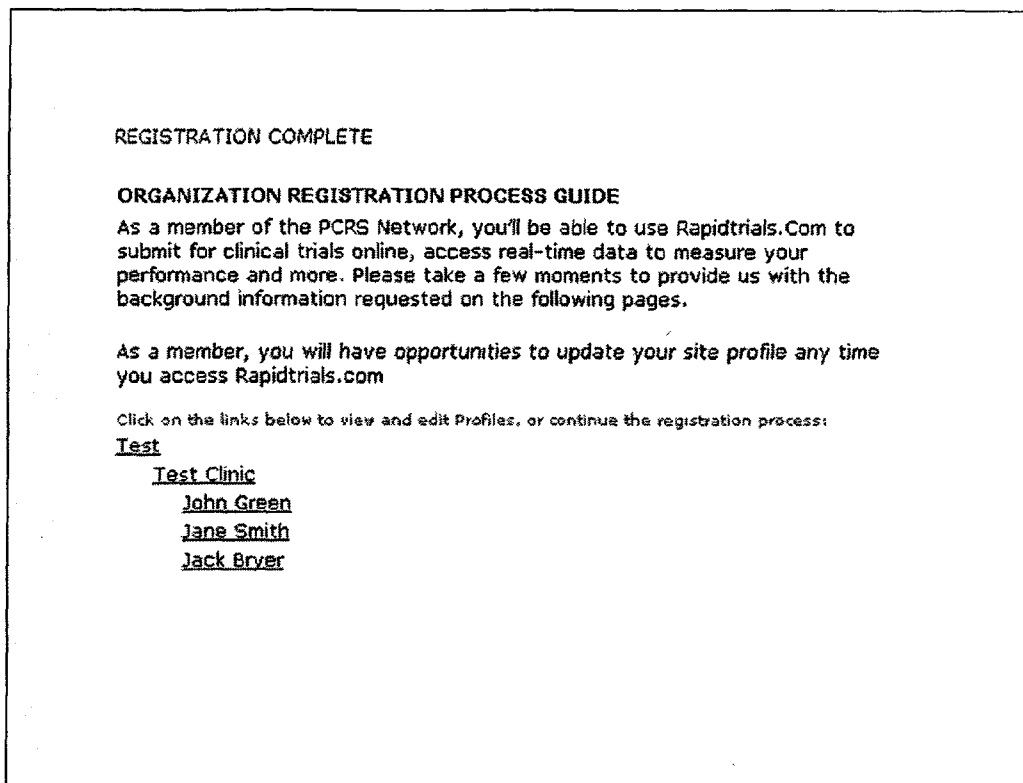 REGISTRATION COMPLETE
ORGANIZATION REGISTRATION PROCESS GUIDE
As a member of the PCRS Network, you'll be able to use Rapidtrials.Com to
submit for clinical trials online, access real-time data to measure your
performance and more. Please take a few moments to provide us with the
background information requested on the following pages.
As a member, you will have opportunities to update your site profile any time
you access Rapidtrials.com
Click on the links below to view and edit Profiles, or continue the registration process:
Test
Test Clinic
John Green
Jane Smith
Jack Bryer